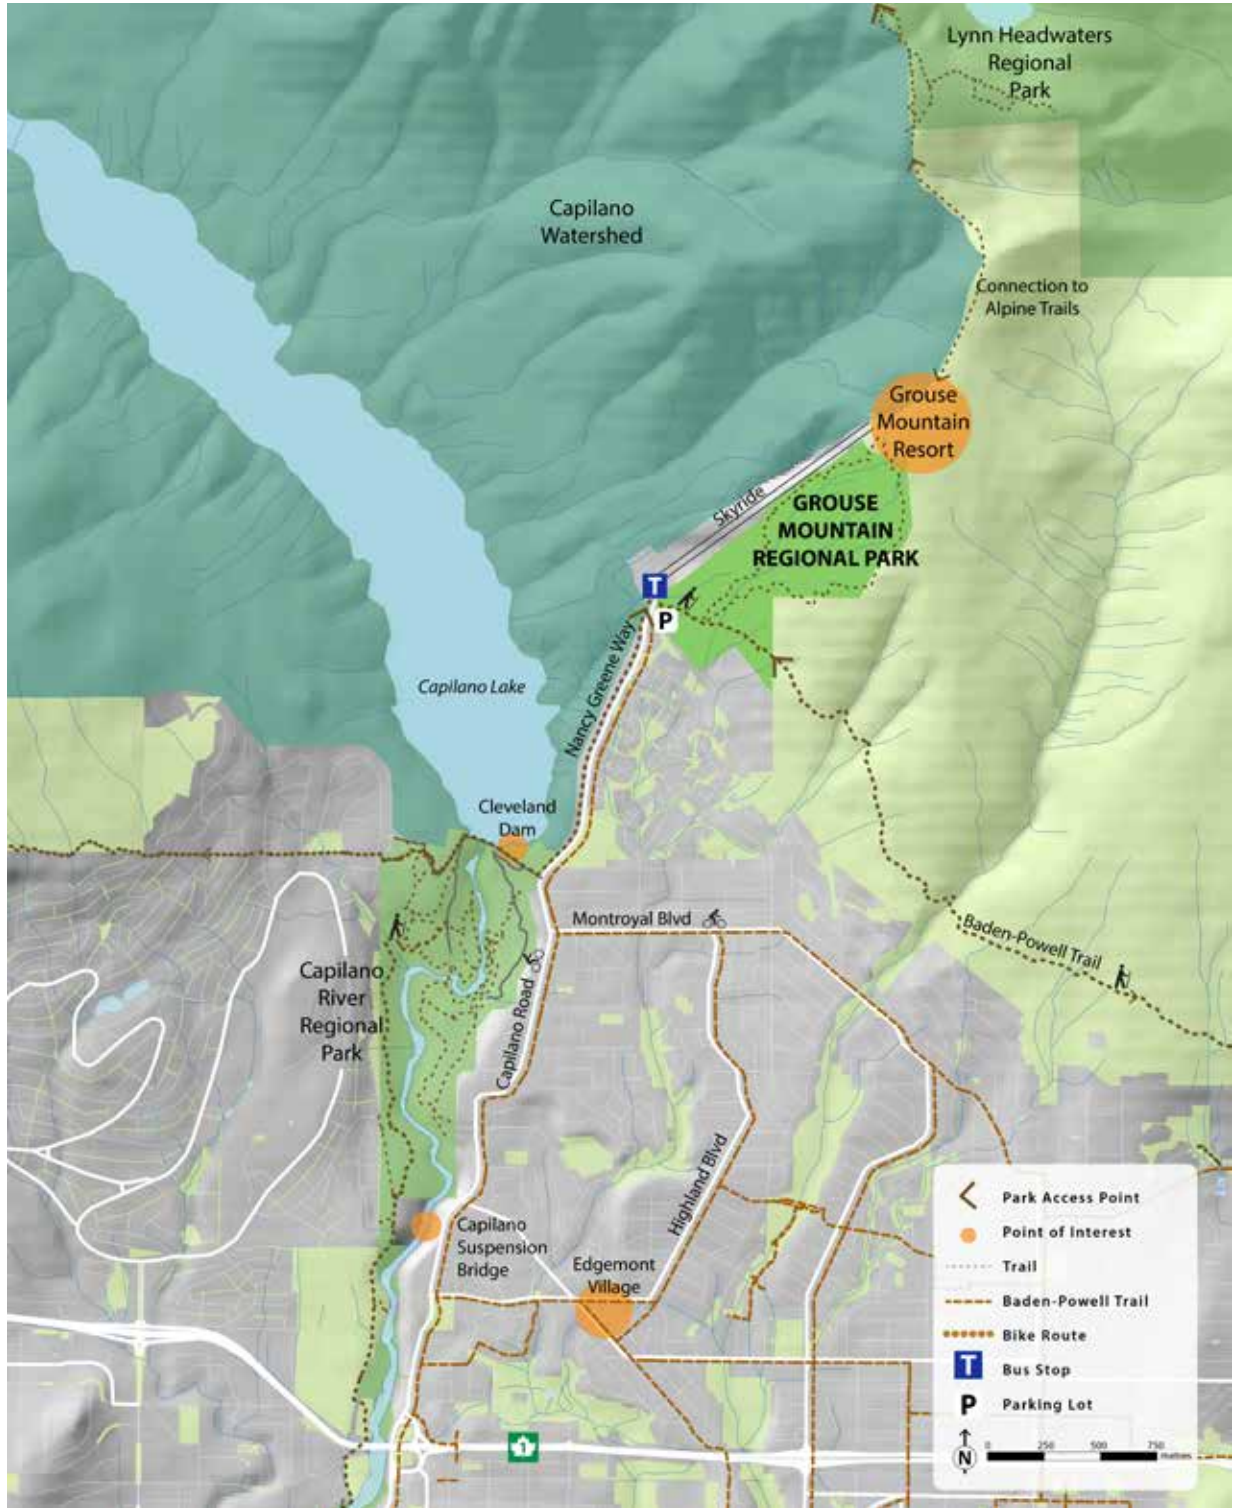 Lynn Headwaters
Regional
Park
Capilano
Watershed
Connection to
Alpine Trails
Grouse
Mountain
Resort
Skyride
GROUSE
MOUNTAIN
REGIONAL PARK
T
P
Nancy Greene Way
Capilano Lake
Cleveland
Dam
Montroyal Blvd
Baden-Powell Trail
Capilano
River
Regional
Park
Capilano Road
Highland Blvd
Capilano
Suspension
Bridge
Edgemont
Village
1
Park Access Point
Point of Interest
Trail
Baden-Powell Trail
Bike Route
T
Bus Stop
P
Parking Lot
N
0 250 500 750
Metres